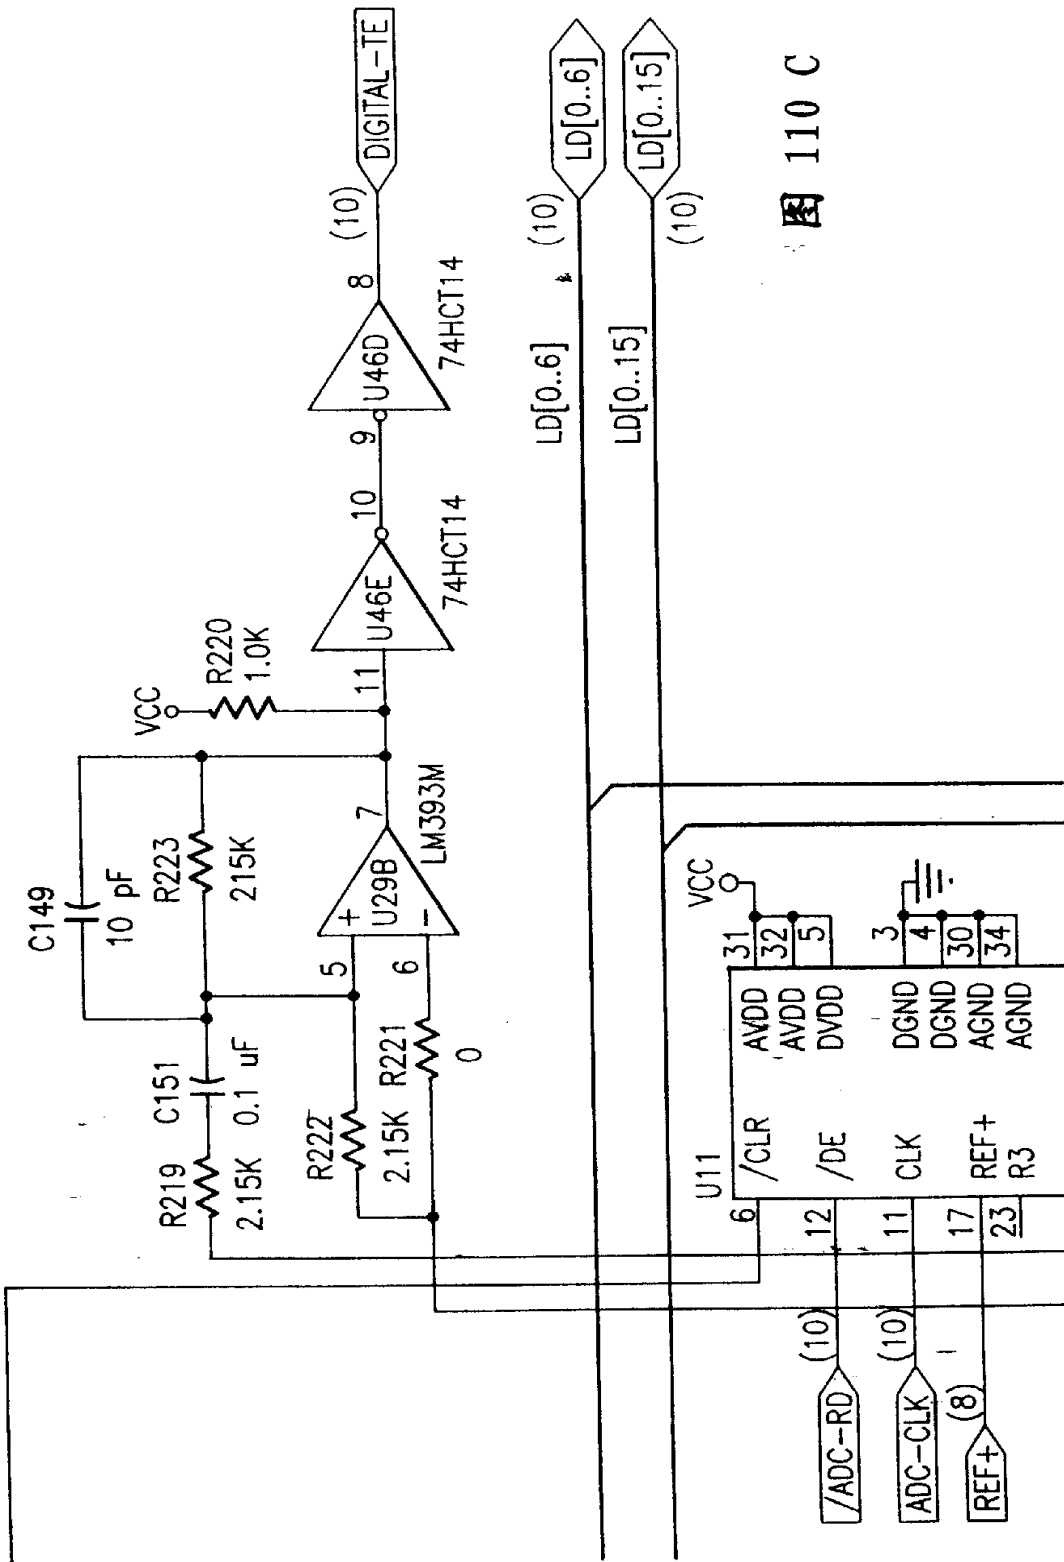 C149
10 pF
R223
215K
VCC
R220
1.0K
R219
2.15K
C151
0.1 uF
R222
2.15K
R221
0
5
6
+
-
U29B
7
LM393M
11
U46E
74HCT14
10
9
U46D
74HCT14
8
(10)
DIGITAL-TE
LD[0..6]
(10)
LD[0..6]
LD[0..15]
(10)
LD[0..15]
U11
VCC
6
/CLR
AVDD
31
AVDD
32
/ADC-RD
(10)
12
/DE
DVDD
5
ADC-CLK
(10)
11
CLK
DGND
3
DGND
4
REF+
(8)
17
REF+
AGND
30
23
R3
AGND
34
图 110 C